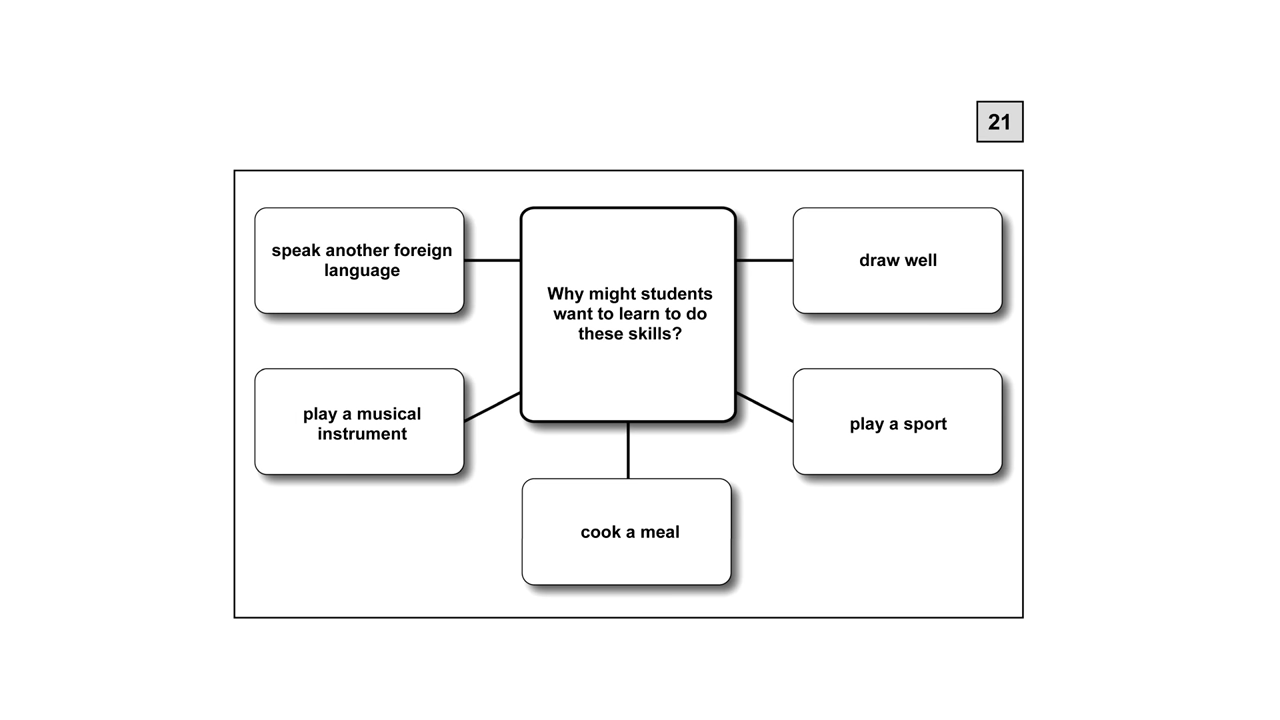 21
speak another foreign
language
Why might students
want to learn to do
these skills?
draw well
play a musical
instrument
play a sport
cook a meal